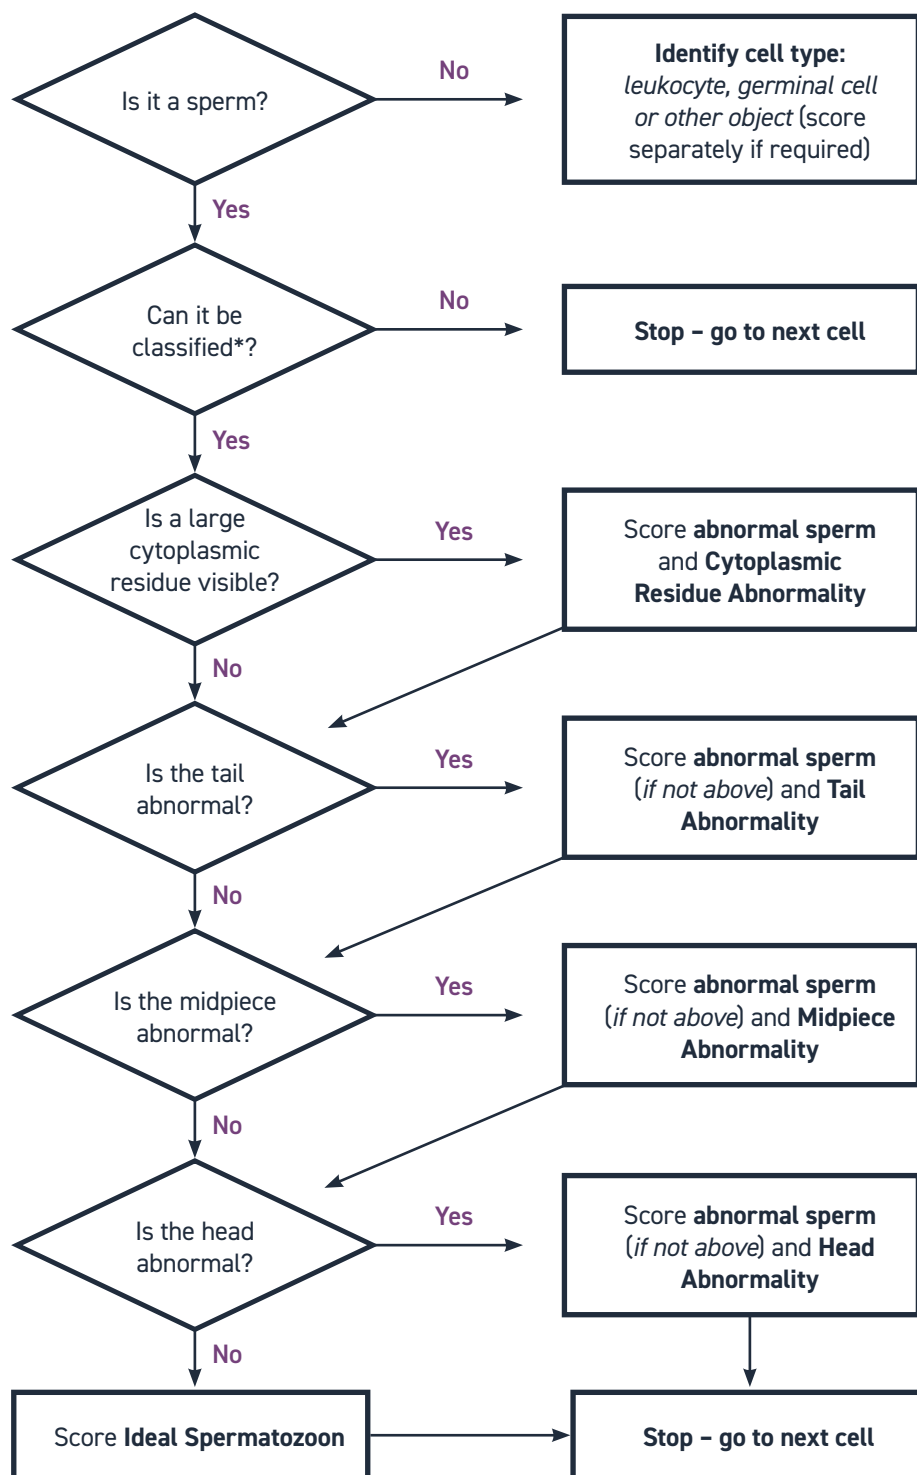 Is it a sperm?
No
Identify cell type:
leukocyte, germinal cell
or other object (score
separately if required)
Yes
Can it be
classified*?
No
Stop – go to next cell
Yes
Is a large
cytoplasmic
residue visible?
Yes
Score abnormal sperm
and Cytoplasmic
Residue Abnormality
No
Is the tail
abnormal?
Yes
Score abnormal sperm
(if not above) and Tail
Abnormality
No
Is the midpiece
abnormal?
Yes
Score abnormal sperm
(if not above) and Midpiece
Abnormality
No
Is the head
abnormal?
Yes
Score abnormal sperm
(if not above) and Head
Abnormality
No
Score Ideal Spermatozoon
Stop – go to next cell